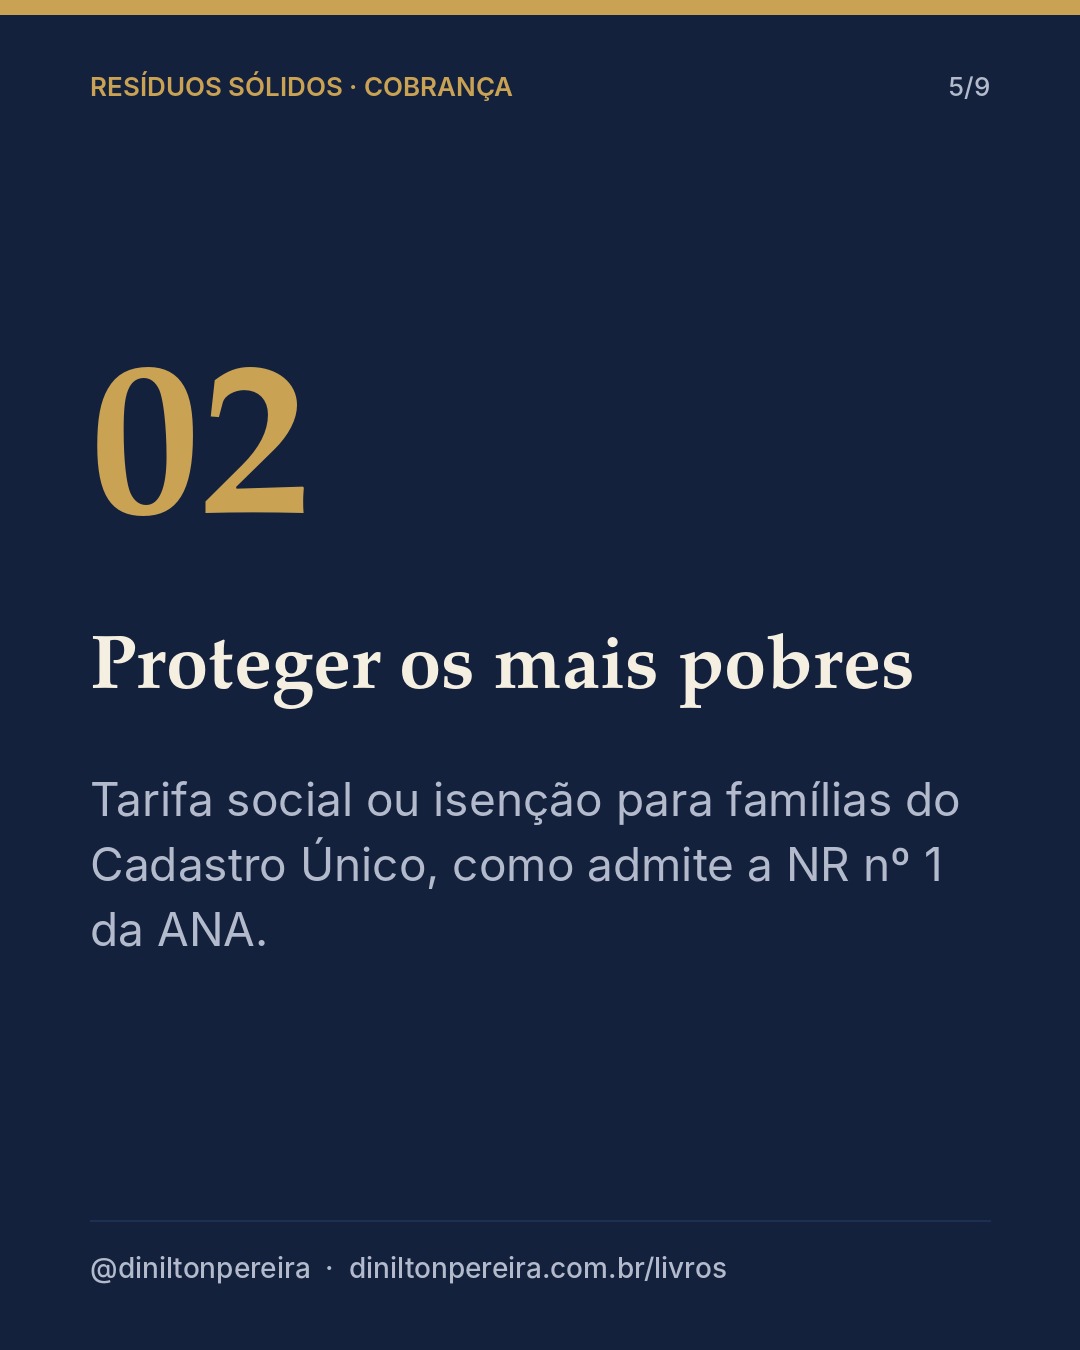 RESÍDUOS SÓLIDOS · COBRANÇA
5/9
02
Proteger os mais pobres
Tarifa social ou isenção para famílias do
Cadastro Único, como admite a NR nº 1
da ANA.
@diniltonpereira · diniltonpereira.com.br/livros